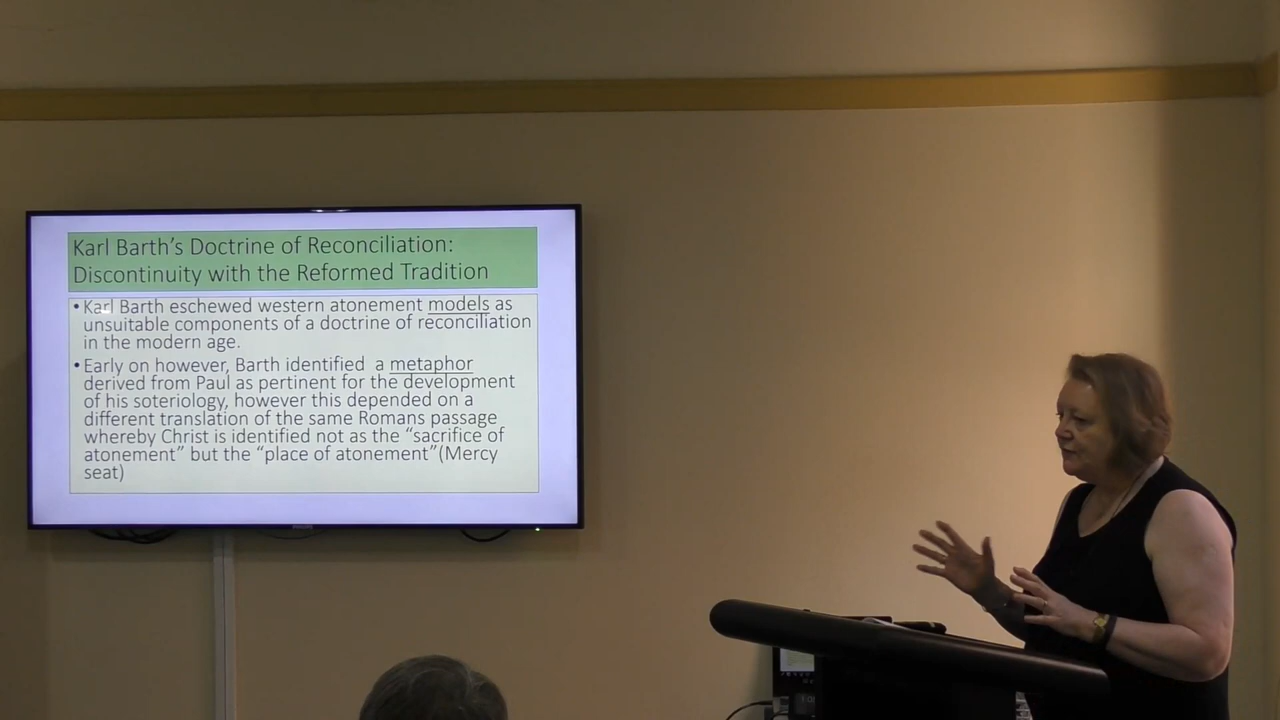 Karl Barth's Doctrine of Reconciliation:
Discontinuity with the Reformed Tradition
•Karl Barth eschewed western atonement models as
unsuitable components of a doctrine of reconciliation
in the modern age.
•Early on however, Barth identified a metaphor
derived from Paul as pertinent for the development
of his soteriology, however this depended on a
different translation of the same Romans passage
whereby Christ is identified not as the “sacrifice of
atonement” but the “place of atonement”(Mercy
seat)